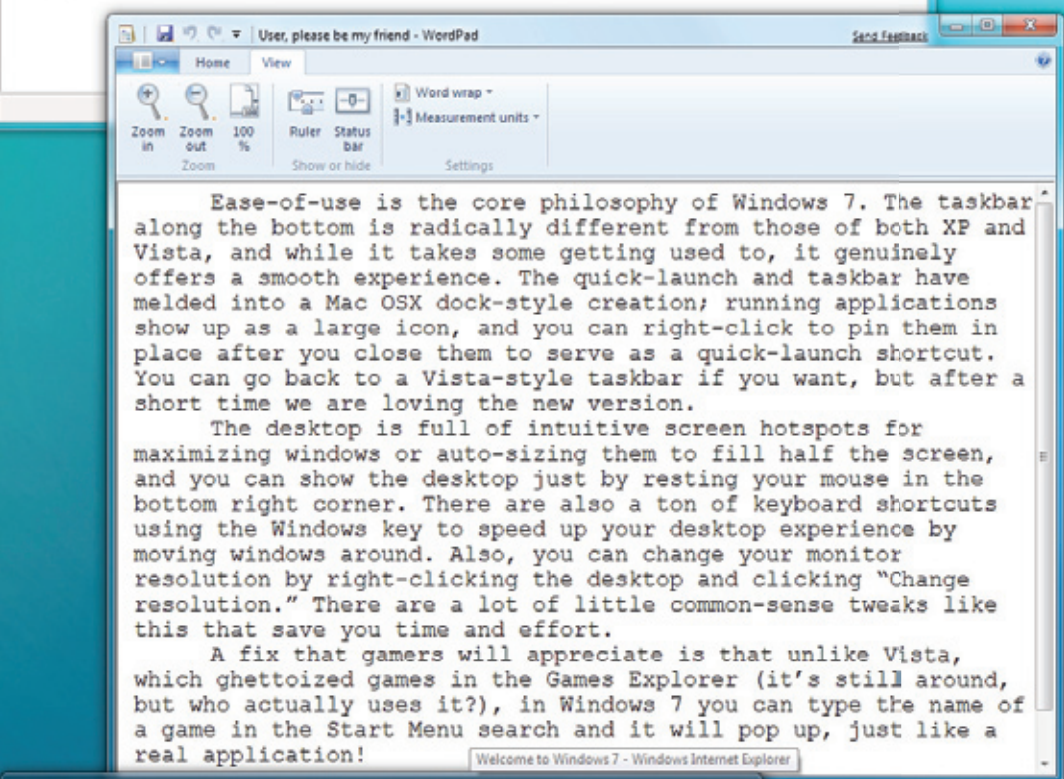 User, please be my friend - WordPad
Send Feedback
Home View
Zoom in
Zoom out
100 %
Ruler
Status bar
Word wrap
Measurement units
Zoom
Show or hide
Settings
Ease-of-use is the core philosophy of Windows 7. The taskbar
along the bottom is radically different from those of both XP and
Vista, and while it takes some getting used to, it genuinely
offers a smooth experience. The quick-launch and taskbar have
melded into a Mac OSX dock-style creation; running applications
show up as a large icon, and you can right-click to pin them in
place after you close them to serve as a quick-launch shortcut.
You can go back to a Vista-style taskbar if you want, but after a
short time we are loving the new version.
The desktop is full of intuitive screen hotspots for
maximizing windows or auto-sizing them to fill half the screen,
and you can show the desktop just by resting your mouse in the
bottom right corner. There are also a ton of keyboard shortcuts
using the Windows key to speed up your desktop experience by
moving windows around. Also, you can change your monitor
resolution by right-clicking the desktop and clicking “Change
resolution.” There are a lot of little common-sense tweaks like
this that save you time and effort.
A fix that gamers will appreciate is that unlike Vista,
which ghettoized games in the Games Explorer (it’s still around,
but who actually uses it?), in Windows 7 you can type the name of
a game in the Start Menu search and it will pop up, just like a
real application!
Welcome to Windows 7 - Windows Internet Explorer